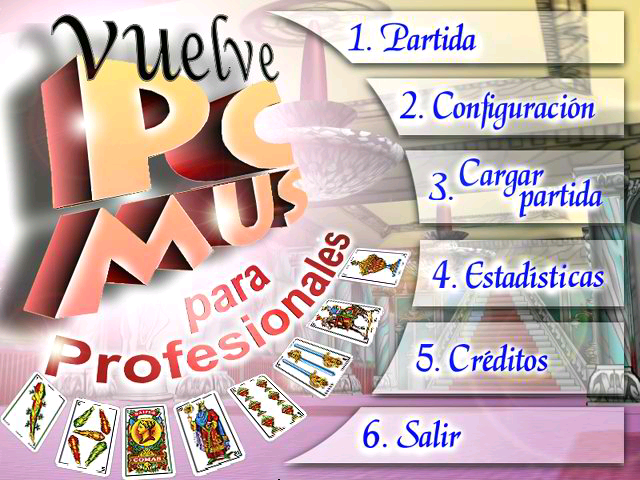 Vuelve
PC
MUS
para
Profesionales
1. Partida
2. Configuración
3. Cargar
partida
4. Estadísticas
5. Créditos
6. Salir